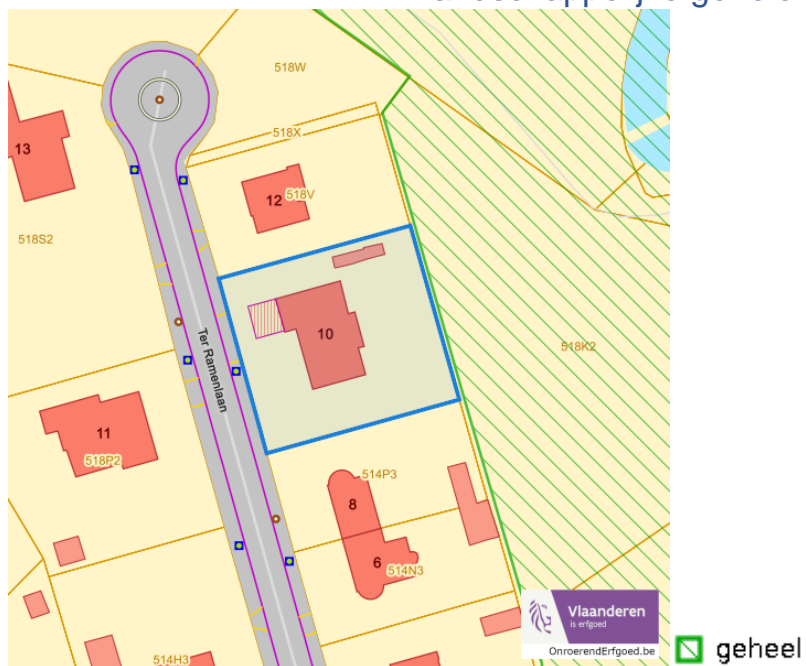 518W
518X
13
12
518V
518S2
10
Ter Ramenlaan
518K2
11
518P2
514P3
8
6
514N3
514H3
Vlaanderen
is erfgoed
OnroerendErfgoed.be
geheel